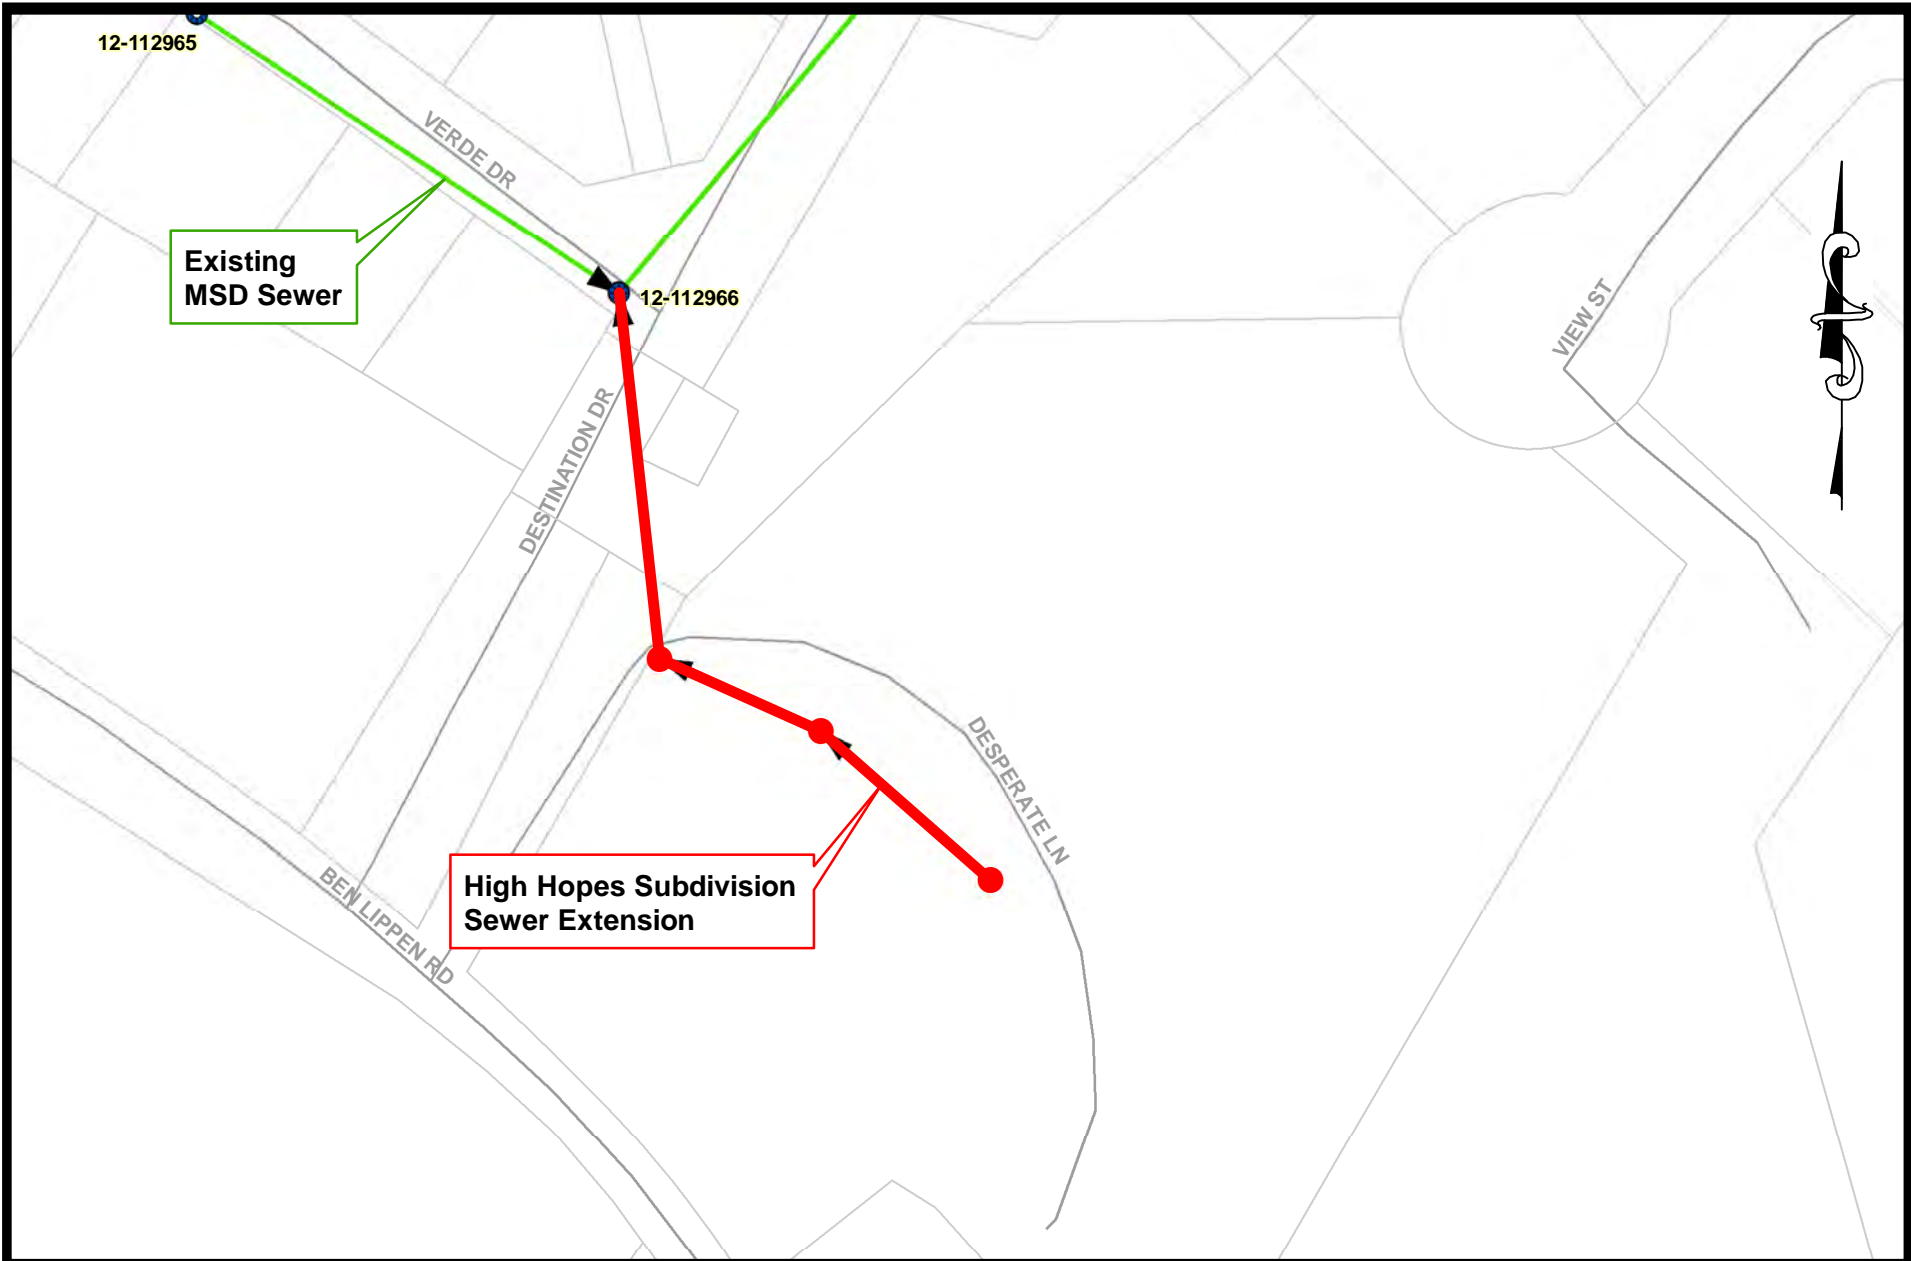 12-112965
VERDE DR
Existing
MSD Sewer
12-112966
VIEW ST
DESTINATION DR
DESPERATE LN
High Hopes Subdivision
Sewer Extension
BEN LIPPEN RD